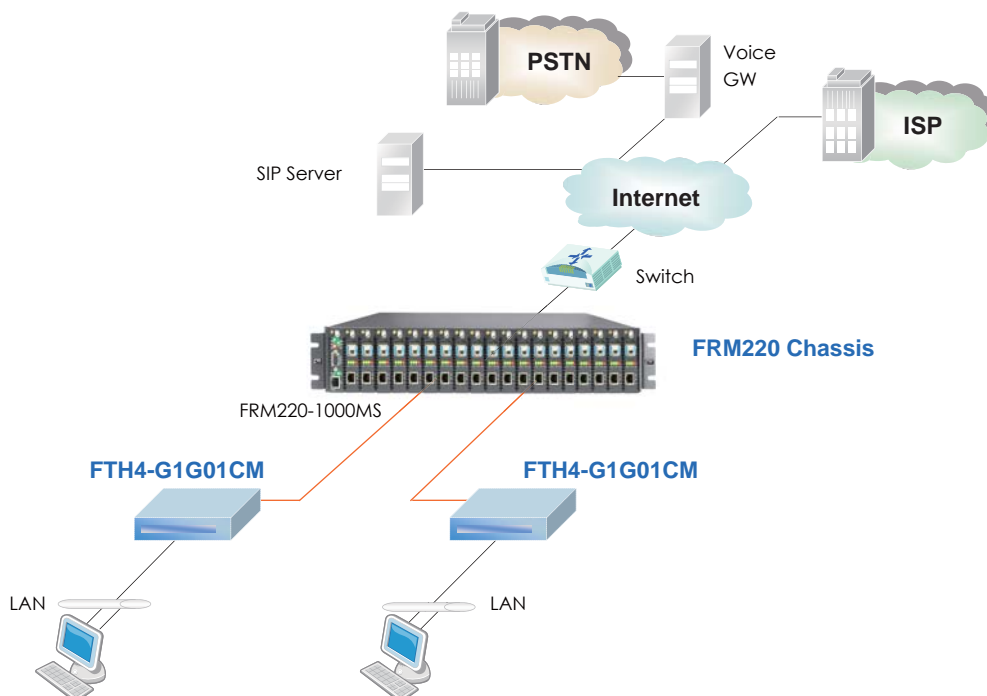 PSTN
Voice
GW
ISP
SIP Server
Internet
Switch
FRM220 Chassis
FRM220-1000MS
FTH4-G1G01CM
FTH4-G1G01CM
LAN
LAN